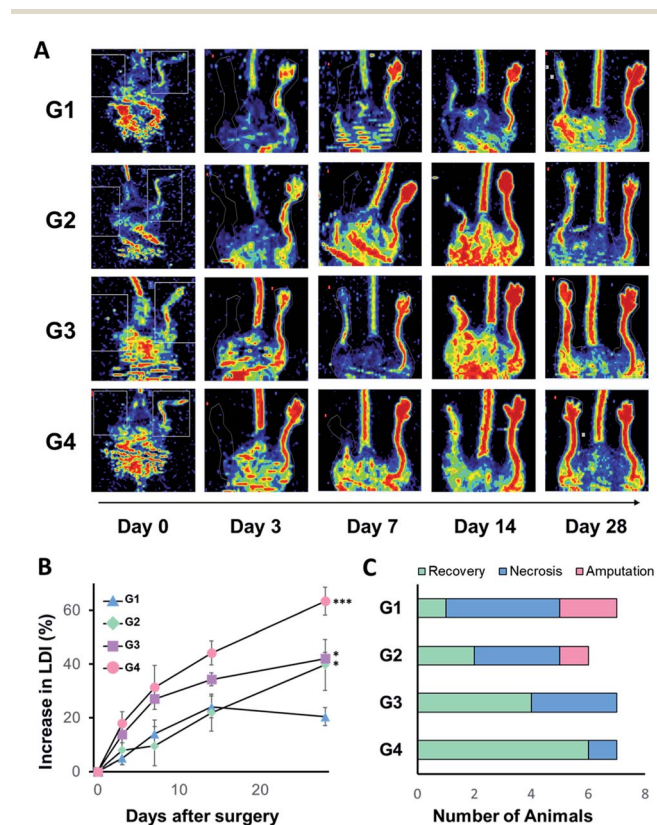 A
G1
G2
G3
G4
Day 0 Day 3 Day 7 Day 14 Day 28
B
G1
G2
G3
G4
***
*
*
60
40
20
0
0 10 20
Increase in LDI (%)
Days after surgery
C
Recovery Necrosis Amputation
G1
G2
G3
G4
0 2 4 6 8
Number of Animals